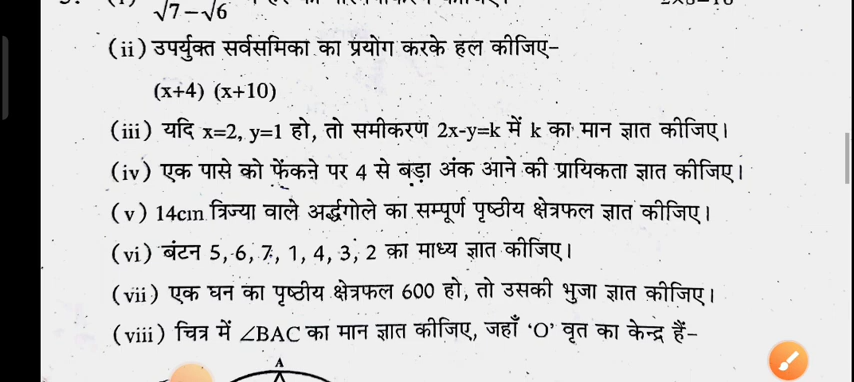 √7-√6
(ii) उपर्युक्त सर्वसमिका का प्रयोग करके हल कीजिए-
(x+4) (x+10)
(iii) यदि x=2, y=1 हो, तो समीकरण 2x-y=k में k का मान ज्ञात कीजिए।
(iv) एक पासे को फेंकने पर 4 से बड़ा अंक आने की प्रायिकता ज्ञात कीजिए।
(v) 14cm त्रिज्या वाले अर्द्धगोले का सम्पूर्ण पृष्ठीय क्षेत्रफल ज्ञात कीजिए।
(vi) बंटन 5, 6, 7, 1, 4, 3, 2 का माध्य ज्ञात कीजिए।
(vii) एक घन का पृष्ठीय क्षेत्रफल 600 हो, तो उसकी भुजा ज्ञात कीजिए।
(viii) चित्र में ∠BAC का मान ज्ञात कीजिए, जहाँ 'O' वृत का केन्द्र हैं-
A